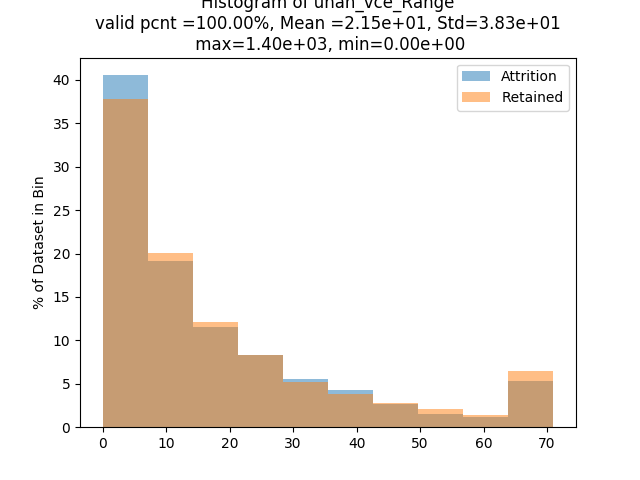 Histogram of unan_vce_Range
valid pcnt =100.00%, Mean =2.15e+01, Std=3.83e+01
max=1.40e+03, min=0.00e+00
Attrition
Retained
% of Dataset in Bin
40
35
30
25
20
15
10
5
0
0 10 20 30 40 50 60 70